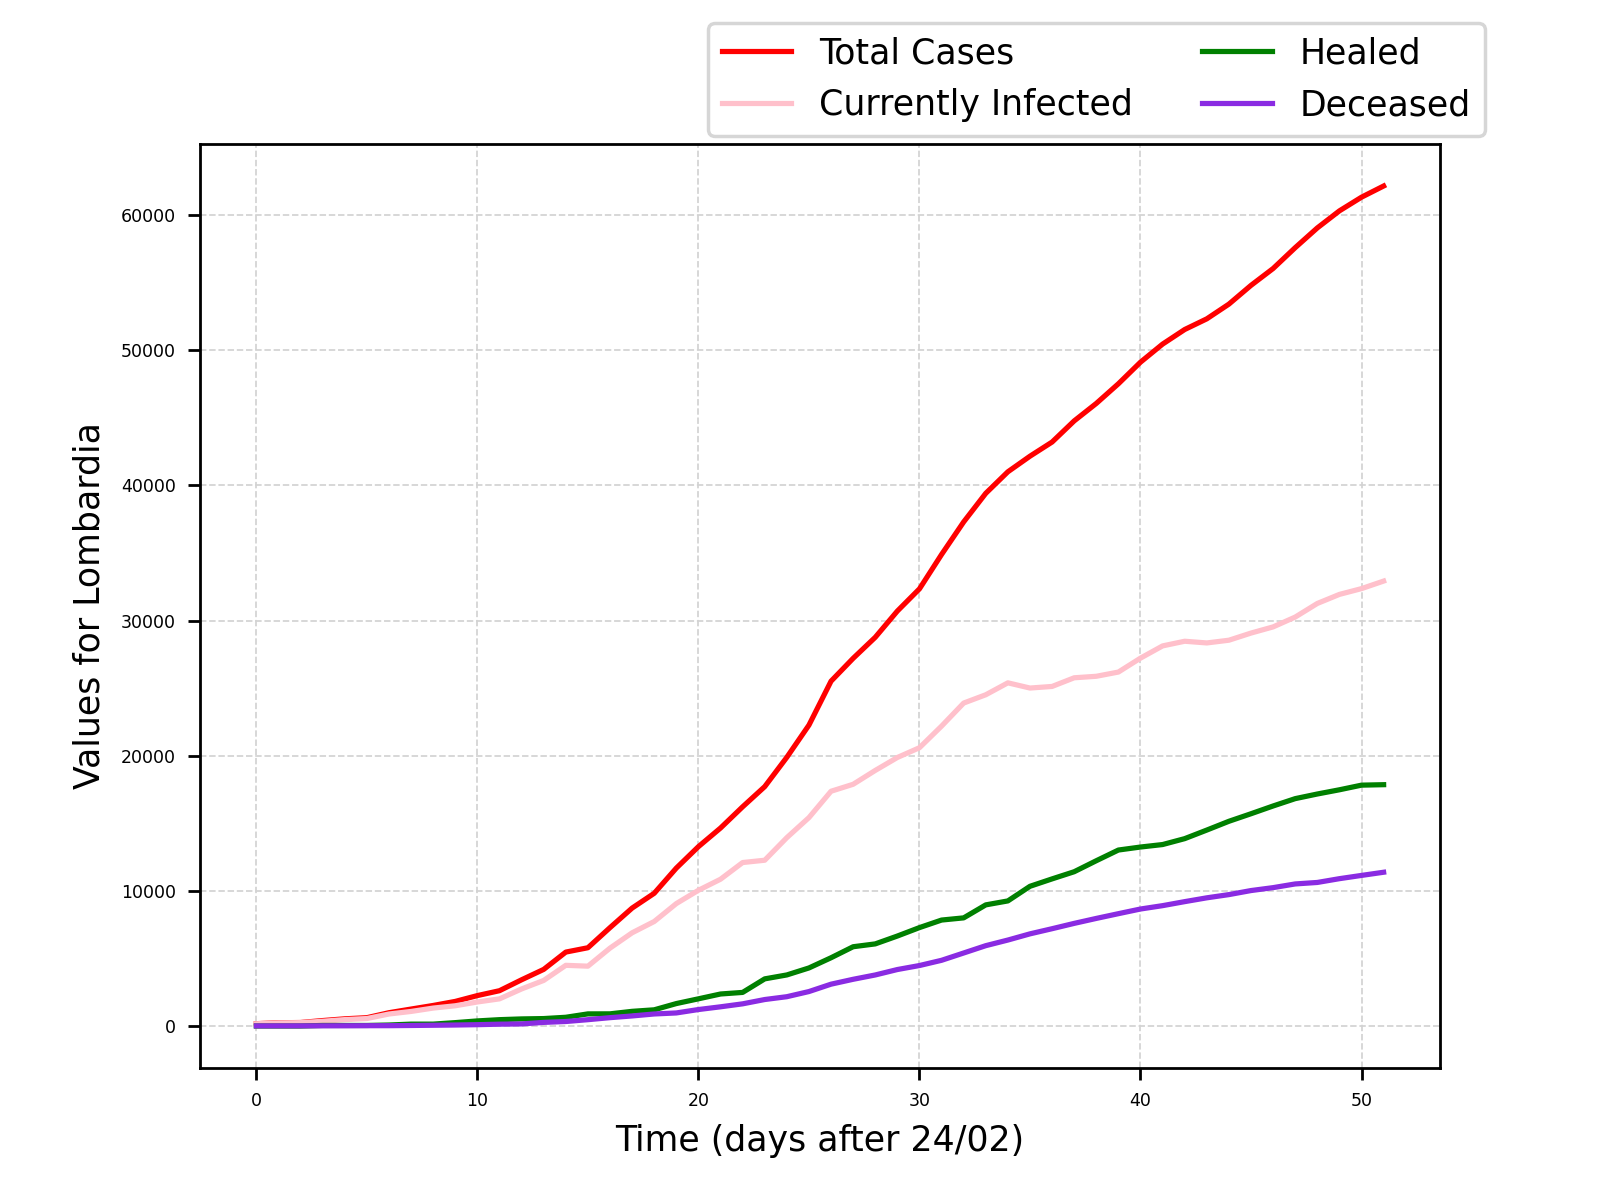 Total Cases
Currently Infected
Healed
Deceased
Values for Lombardia
60000
50000
40000
30000
20000
10000
0
0 10 20 30 40 50
Time (days after 24/02)